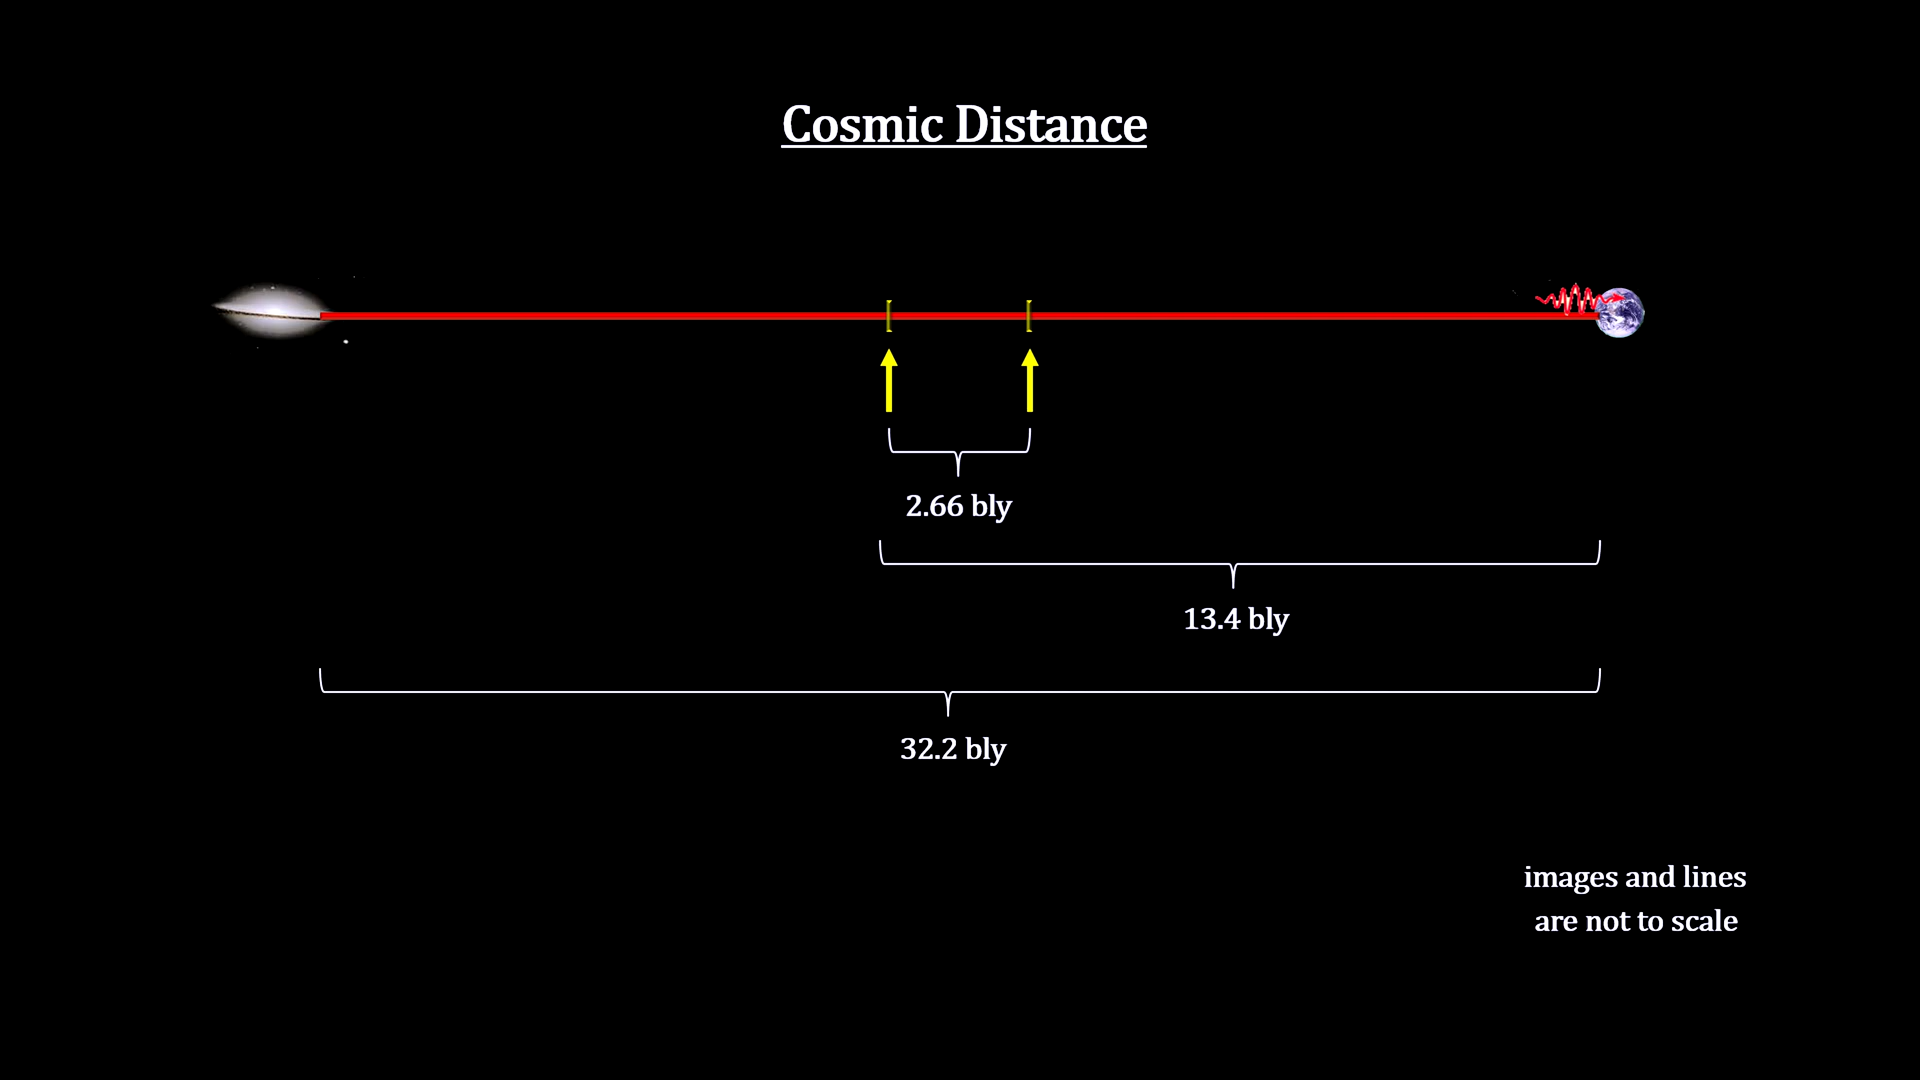 Cosmic Distance
2.66 bly
13.4 bly
32.2 bly
images and lines
are not to scale